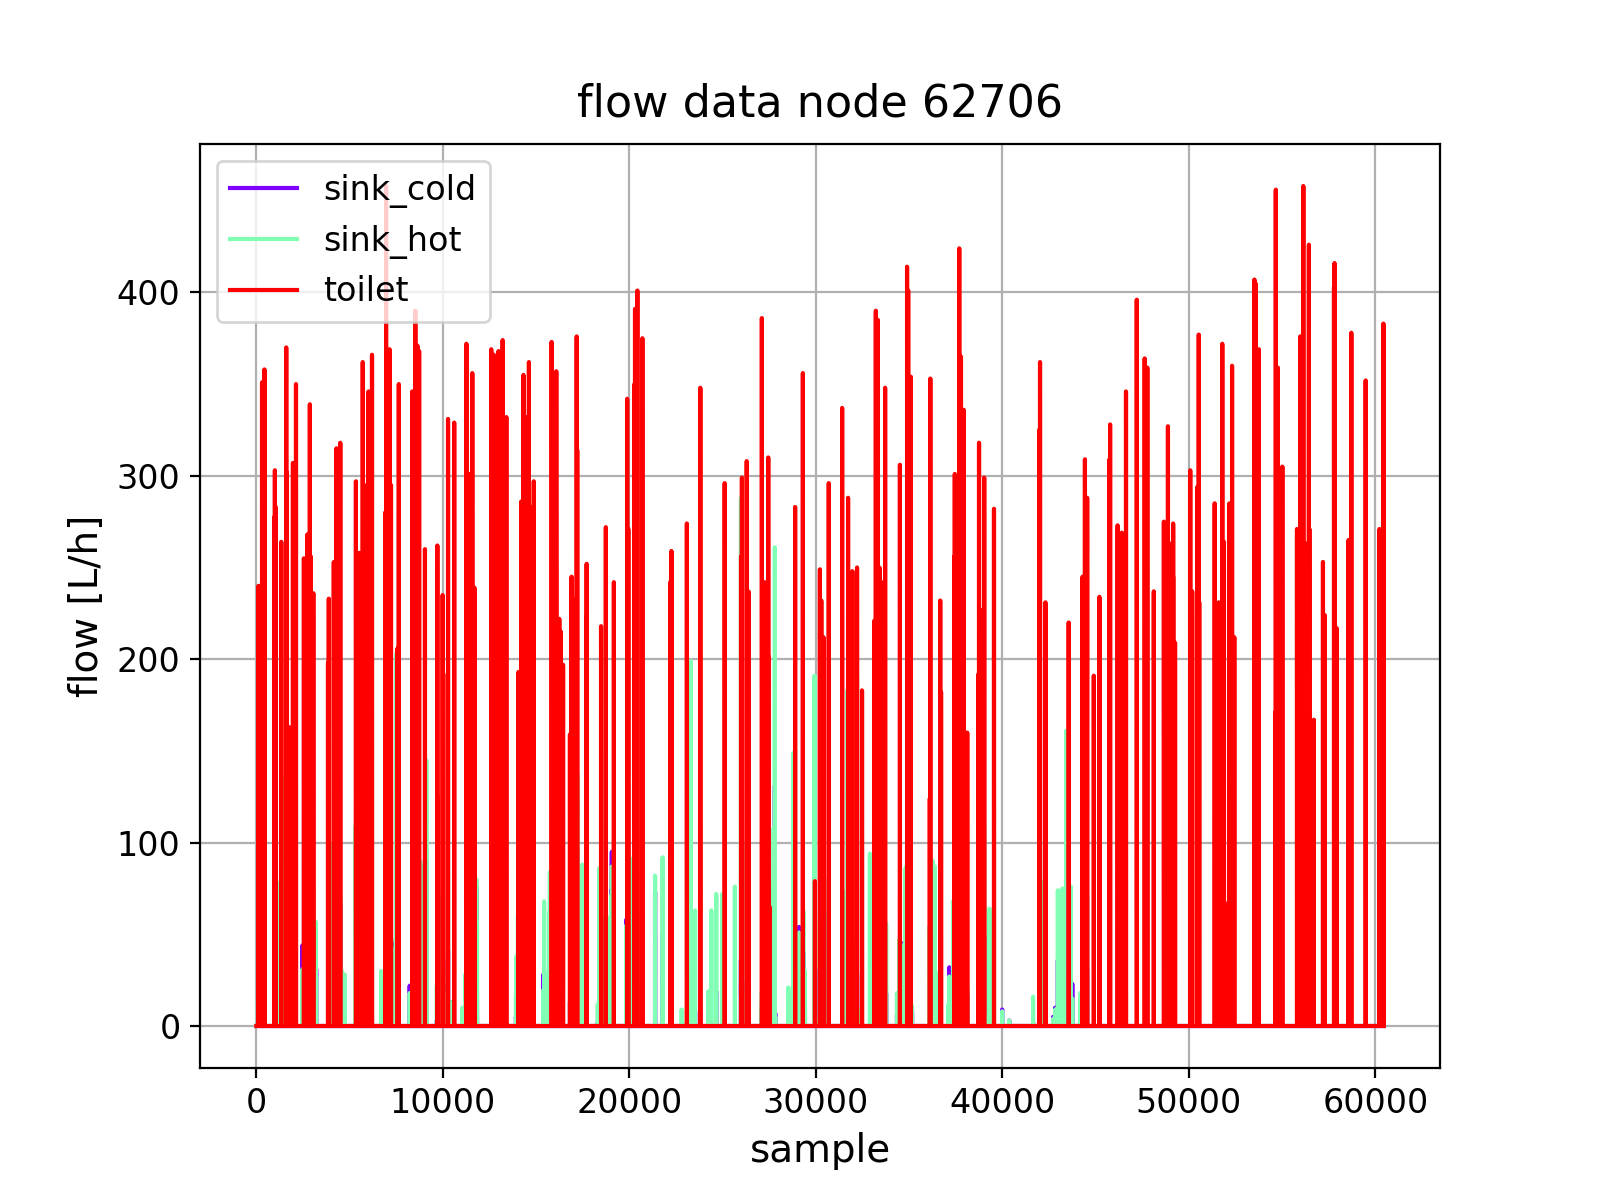 flow data node 62706
sink_cold
sink_hot
toilet
400
300
200
100
0
flow [L/h]
0 10000 20000 30000 40000 50000 60000
sample